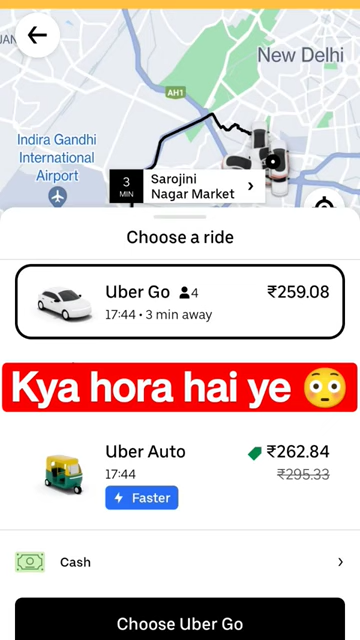 JAN
New Delhi
AH1
Indira Gandhi
International
Airport
3
MIN
Sarojini
Nagar Market
Choose a ride
Uber Go 4
₹259.08
17:44 • 3 min away
Kya hora hai ye 😳
Uber Auto
₹262.84
17:44
₹295.33
Faster
Cash
Choose Uber Go